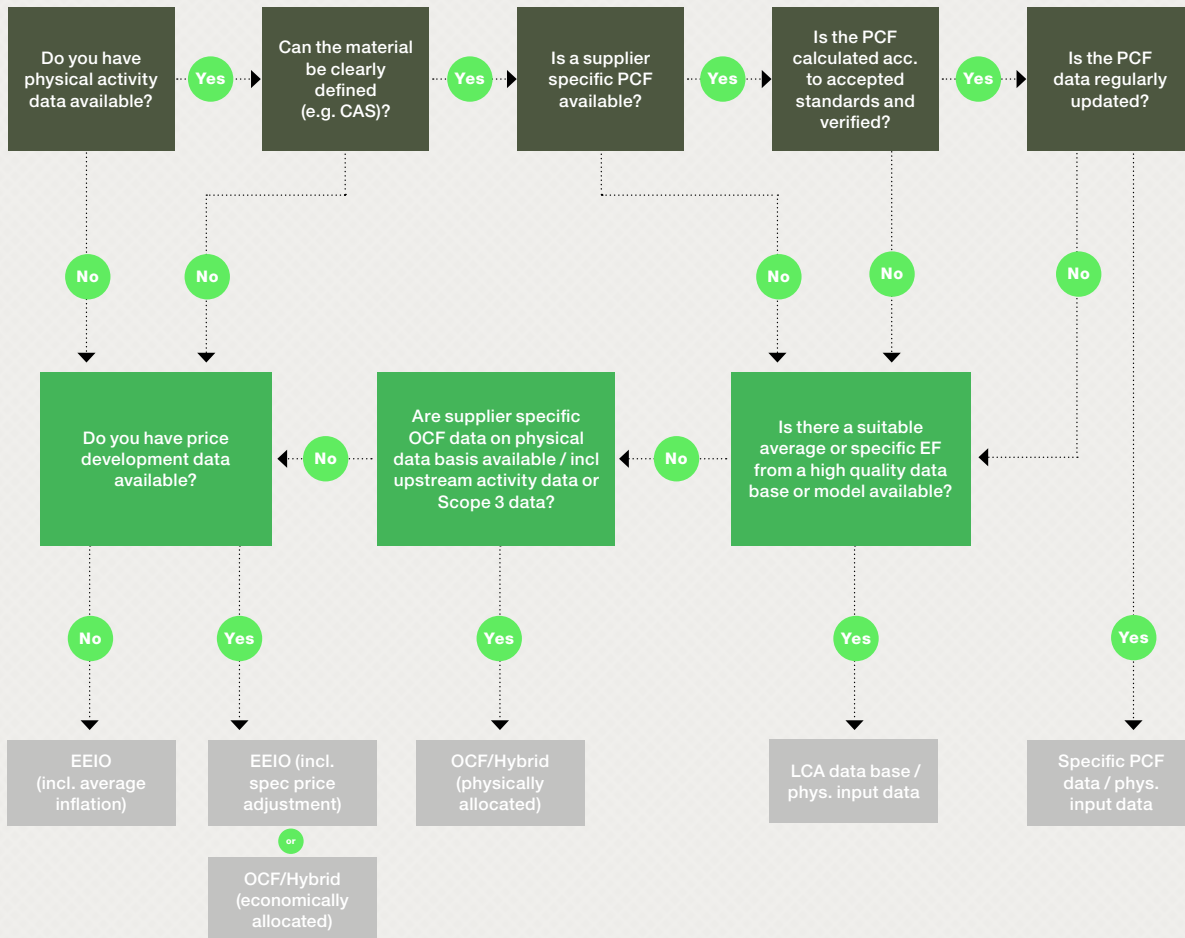 Do you have
physical activity
data available?
Yes
Can the material
be clearly
defined
(e.g. CAS)?
Yes
Is a supplier
specific PCF
available?
Yes
Is the PCF
calculated acc.
to accepted
standards and
verified?
Yes
Is the PCF
data regularly
updated?
No
No
No
No
No
Do you have price
development data
available?
No
Are supplier specific
OCF data on physical
data basis available / incl
upstream activity data or
Scope 3 data?
No
Is there a suitable
average or specific EF
from a high quality data
base or model available?
No
Yes
Yes
Yes
Yes
EEIO
(incl. average
inflation)
EEIO (incl.
spec price
adjustment)
or
OCF/Hybrid
(economically
allocated)
OCF/Hybrid
(physically
allocated)
LCA data base /
phys. input data
Specific PCF
data / phys.
input data